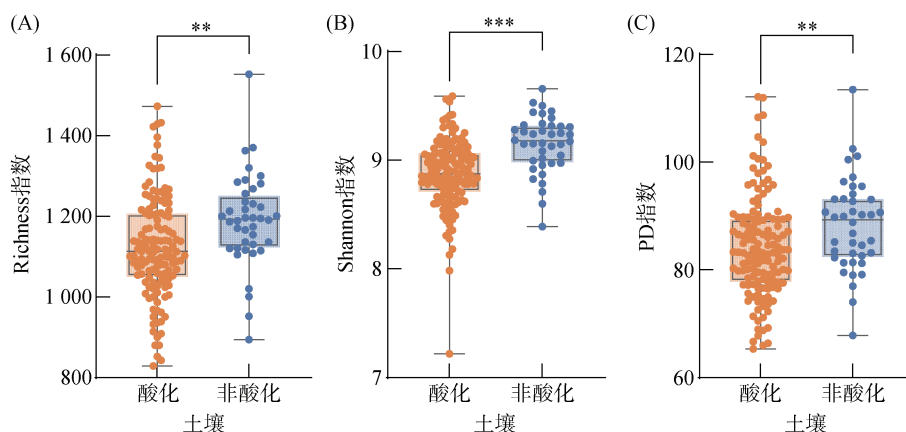 (A)
**
1 600
1 400
1 200
1 000
800
Richness指数
酸化
非酸化
土壤
(B)
***
10
9
8
7
Shannon指数
酸化
非酸化
土壤
(C)
**
120
100
80
60
PD指数
酸化
非酸化
土壤